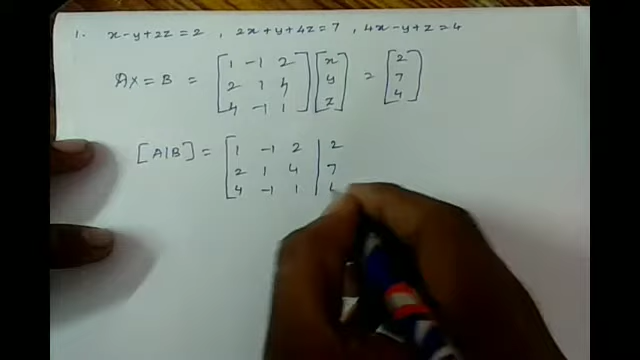 1. x-y+2z=2 , 2x+y+4z=7 , 4x-y+z=4
AX = B = [1 -1 2 [x = [2
2 1 4 y 7
4 -1 1] z] 4]
[A|B] = [1 -1 2 | 2
2 1 4 | 7
4 -1 1 |